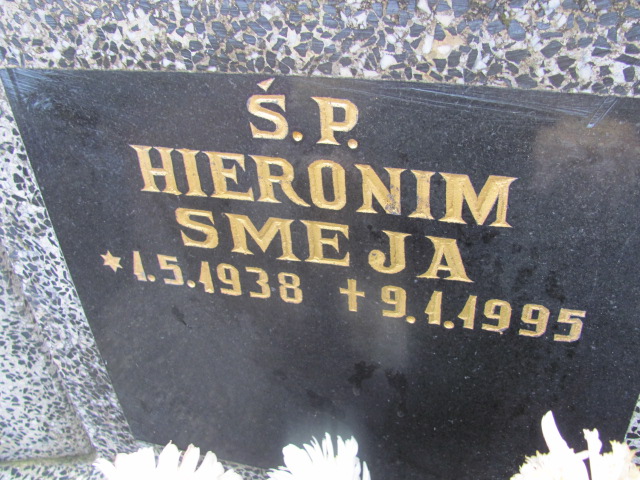 Ś.P.
HIERONIM
SMEJA
*1.5.1938 †9.1.1995